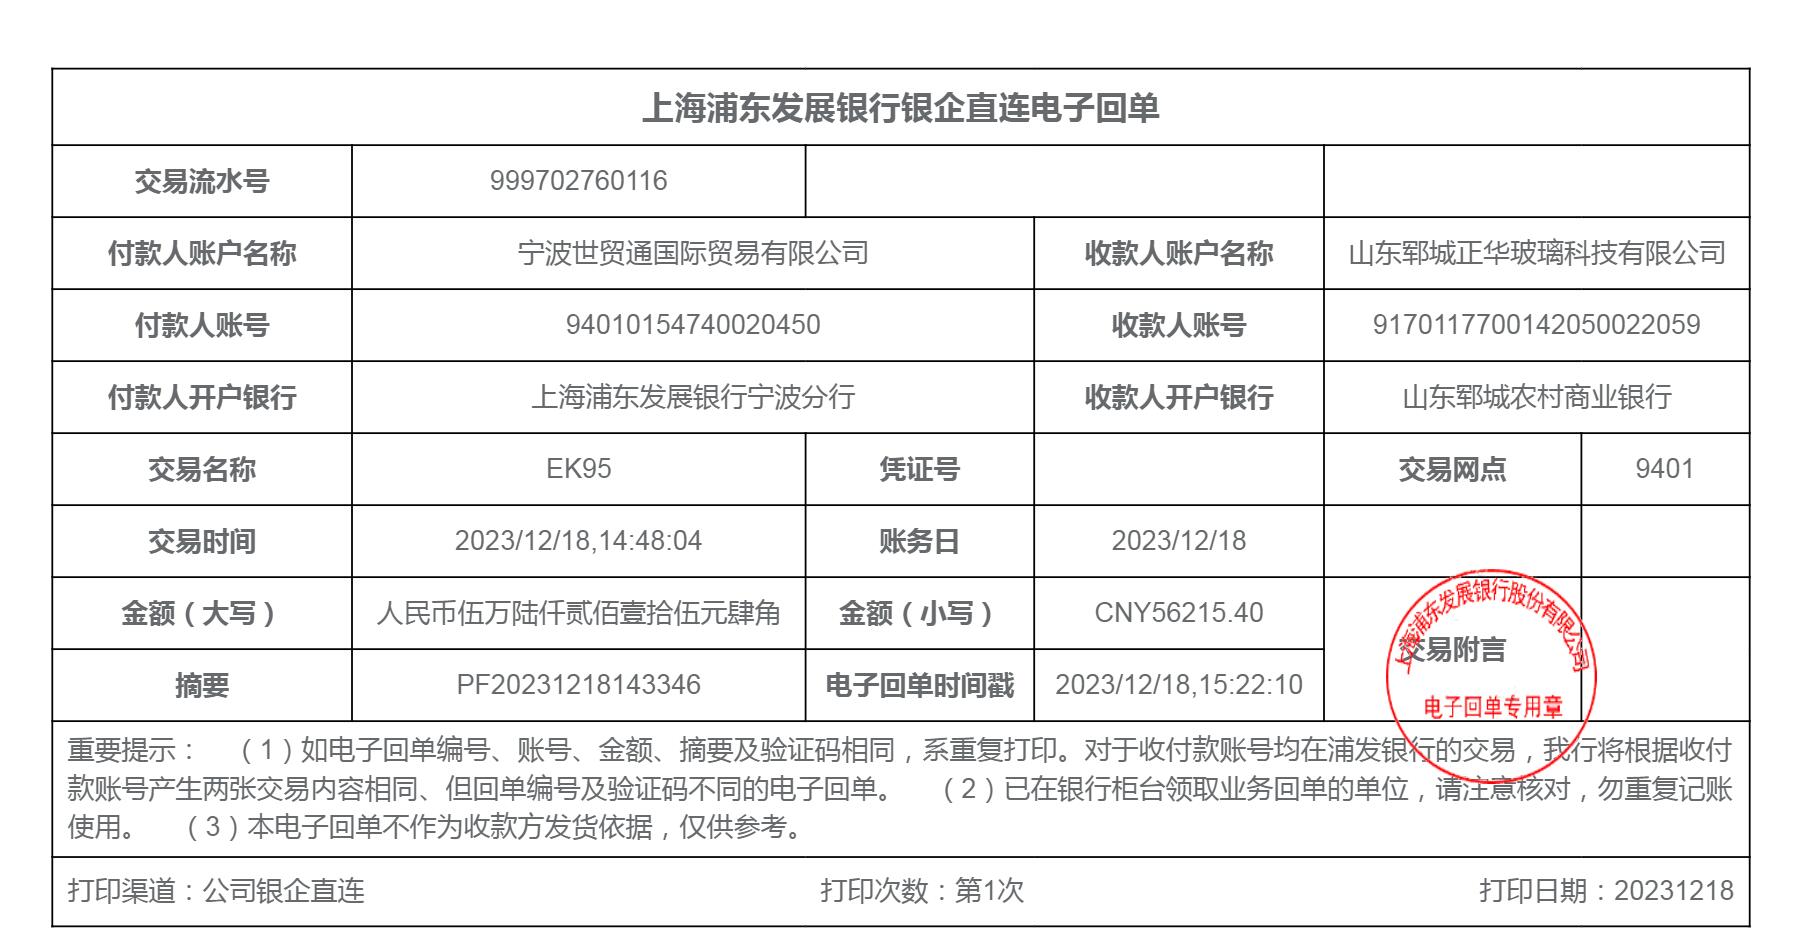 上海浦东发展银行银企直连电子回单
交易流水号 999702760116
付款人账户名称 宁波世贸通国际贸易有限公司 收款人账户名称 山东郓城正华玻璃科技有限公司
付款人账号 94010154740020450 收款人账号 9170117700142050022059
付款人开户银行 上海浦东发展银行宁波分行 收款人开户银行 山东郓城农村商业银行
交易名称 EK95 凭证号 交易网点 9401
交易时间 2023/12/18,14:48:04 账务日 2023/12/18
金额（大写） 人民币伍万陆仟贰佰壹拾伍元肆角 金额（小写） CNY56215.40
交易附言
摘要 PF20231218143346 电子回单时间戳 2023/12/18,15:22:10
上海浦东发展银行股份有限公司
电子回单专用章
重要提示： （1）如电子回单编号、账号、金额、摘要及验证码相同，系重复打印。对于收付款账号均在浦发银行的交易，我行将根据收付
款账号产生两张交易内容相同、但回单编号及验证码不同的电子回单。 （2）已在银行柜台领取业务回单的单位，请注意核对，勿重复记账
使用。 （3）本电子回单不作为收款方发货依据，仅供参考。
打印渠道：公司银企直连 打印次数：第1次 打印日期：20231218